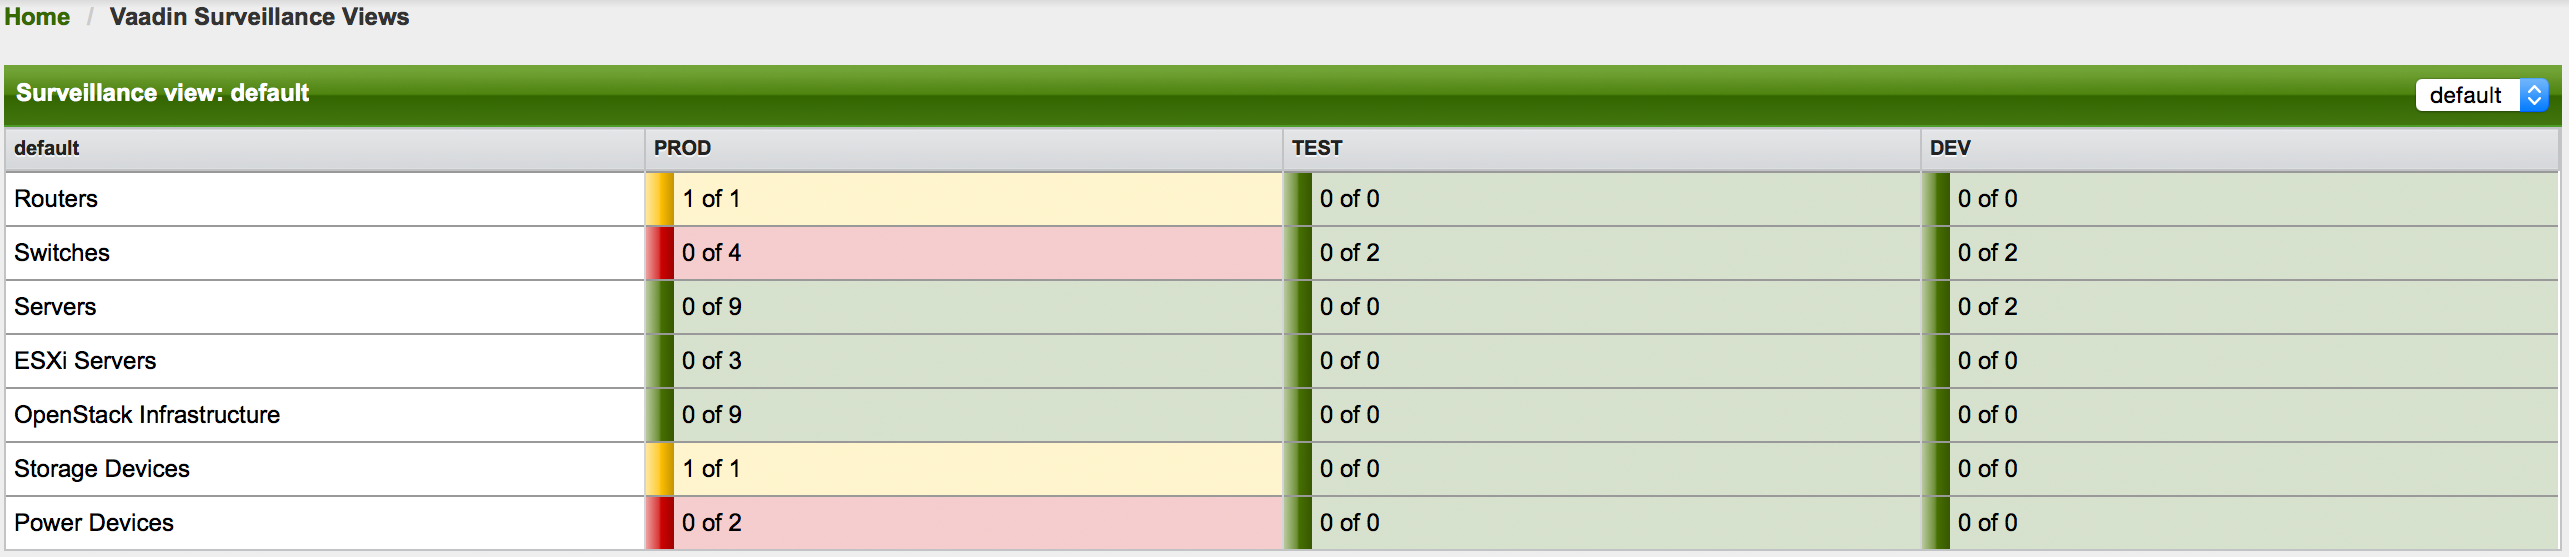 Home / Vaadin Surveillance Views
Surveillance view: default default
default PROD TEST DEV
Routers 1 of 1 0 of 0 0 of 0
Switches 0 of 4 0 of 2 0 of 2
Servers 0 of 9 0 of 0 0 of 2
ESXi Servers 0 of 3 0 of 0 0 of 0
OpenStack Infrastructure 0 of 9 0 of 0 0 of 0
Storage Devices 1 of 1 0 of 0 0 of 0
Power Devices 0 of 2 0 of 0 0 of 0